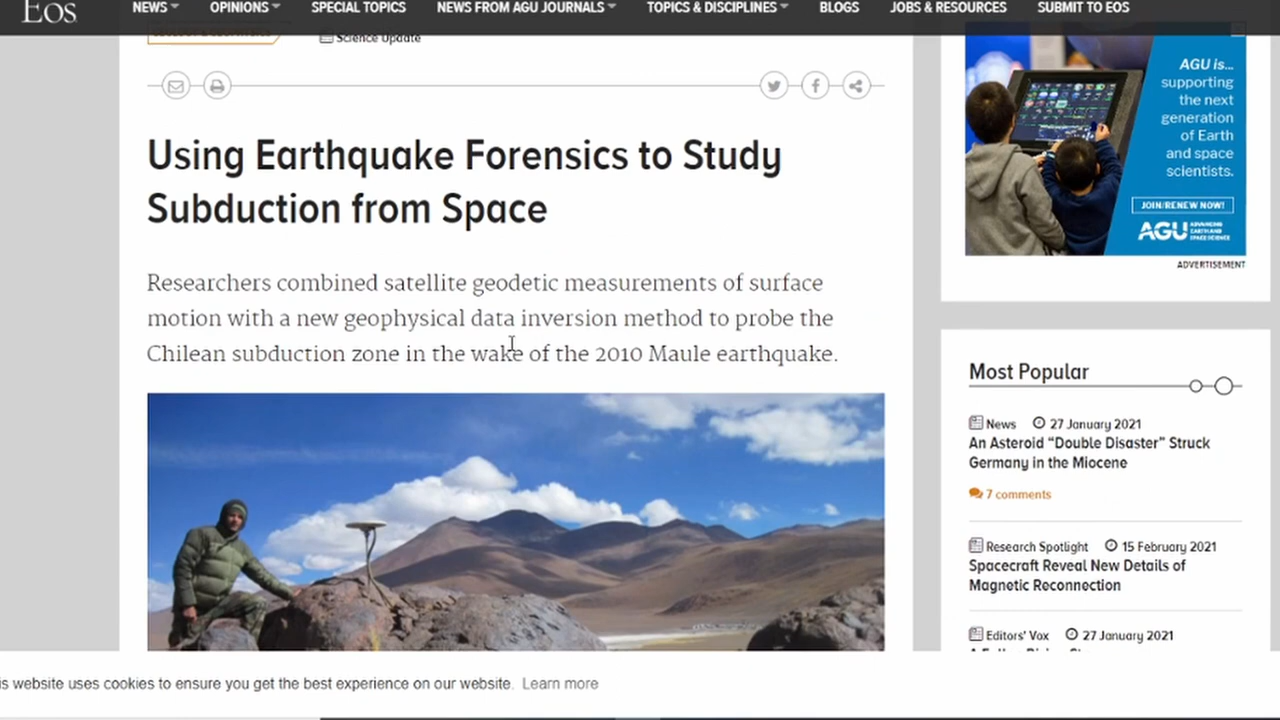 Eos
NEWS OPINIONS SPECIAL TOPICS NEWS FROM AGU JOURNALS TOPICS & DISCIPLINES BLOGS JOBS & RESOURCES SUBMIT TO EOS
Science Update
Using Earthquake Forensics to Study
Subduction from Space
Researchers combined satellite geodetic measurements of surface
motion with a new geophysical data inversion method to probe the
Chilean subduction zone in the wake of the 2010 Maule earthquake.
AGU is...
supporting
the next
generation
of Earth
and space
scientists.
JOIN/RENEW NOW!
AGU ADVANCING
EARTH AND
SPACE SCIENCE
ADVERTISEMENT
Most Popular
News 27 January 2021
An Asteroid “Double Disaster” Struck
Germany in the Miocene
7 comments
Research Spotlight 15 February 2021
Spacecraft Reveal New Details of
Magnetic Reconnection
Editors’ Vox 27 January 2021
is website uses cookies to ensure you get the best experience on our website. Learn more